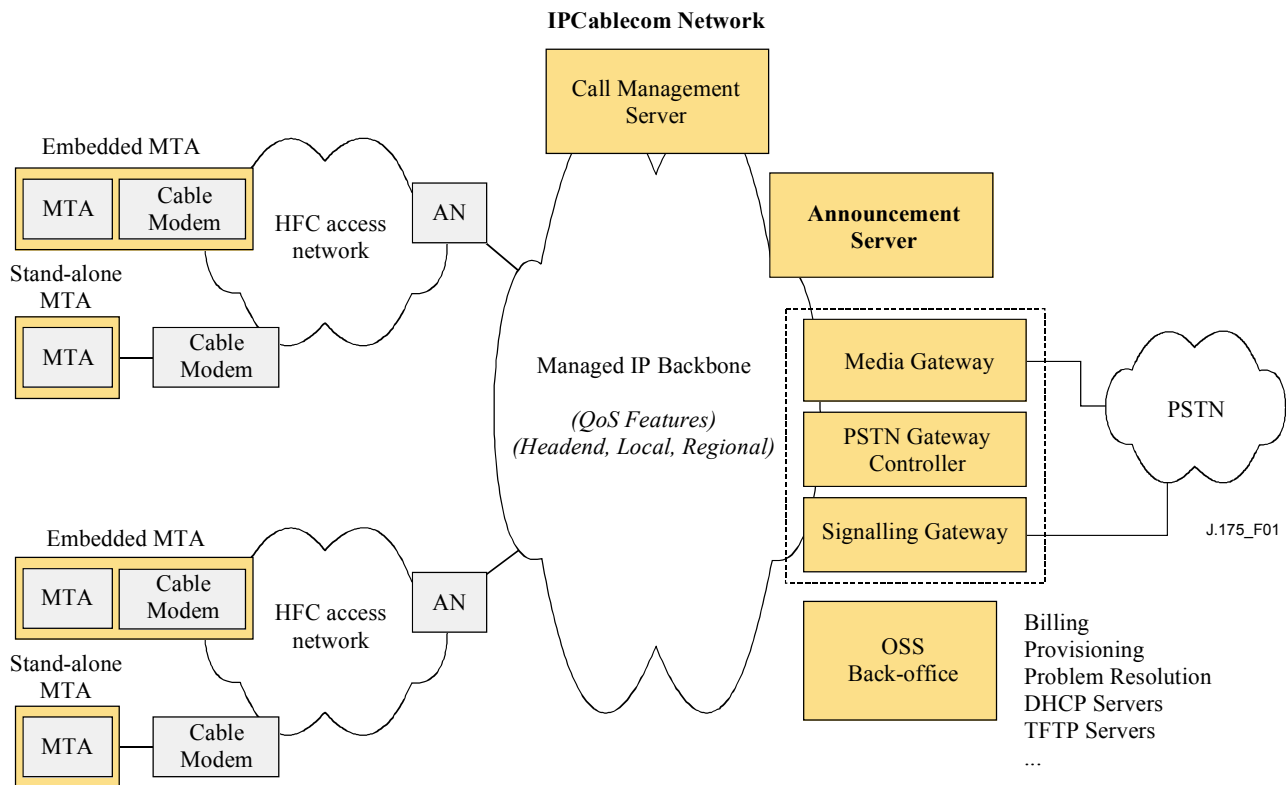 IPCablecom Network
Call Management
Server
Embedded MTA
MTA
Cable
Modem
HFC access
network
AN
Announcement
Server
Stand-alone
MTA
MTA
Cable
Modem
Managed IP Backbone
(QoS Features)
(Headend, Local, Regional)
Media Gateway
PSTN Gateway
Controller
Signalling Gateway
PSTN
J.175_F01
Embedded MTA
MTA
Cable
Modem
HFC access
network
AN
Stand-alone
MTA
MTA
Cable
Modem
OSS
Back-office
Billing
Provisioning
Problem Resolution
DHCP Servers
TFTP Servers
...